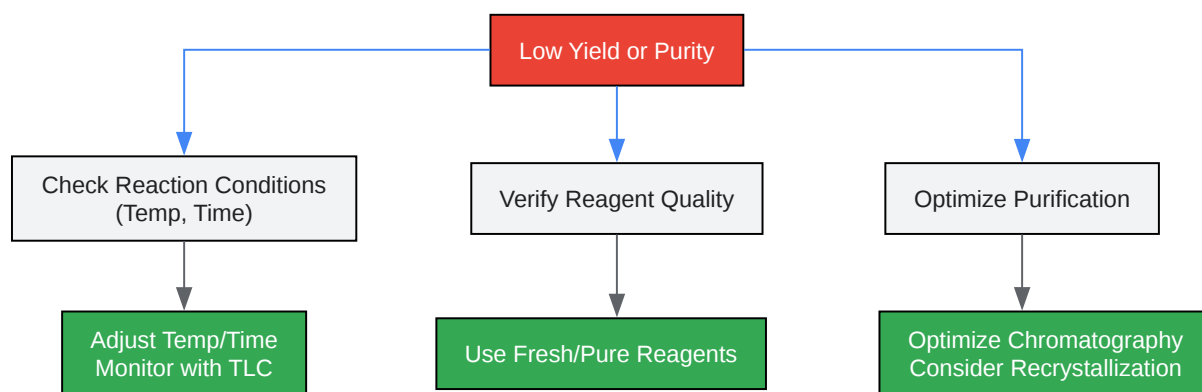 Low Yield or Purity
Check Reaction Conditions
(Temp, Time)
Verify Reagent Quality
Optimize Purification
Adjust Temp/Time
Monitor with TLC
Use Fresh/Pure Reagents
Optimize Chromatography
Consider Recrystallization